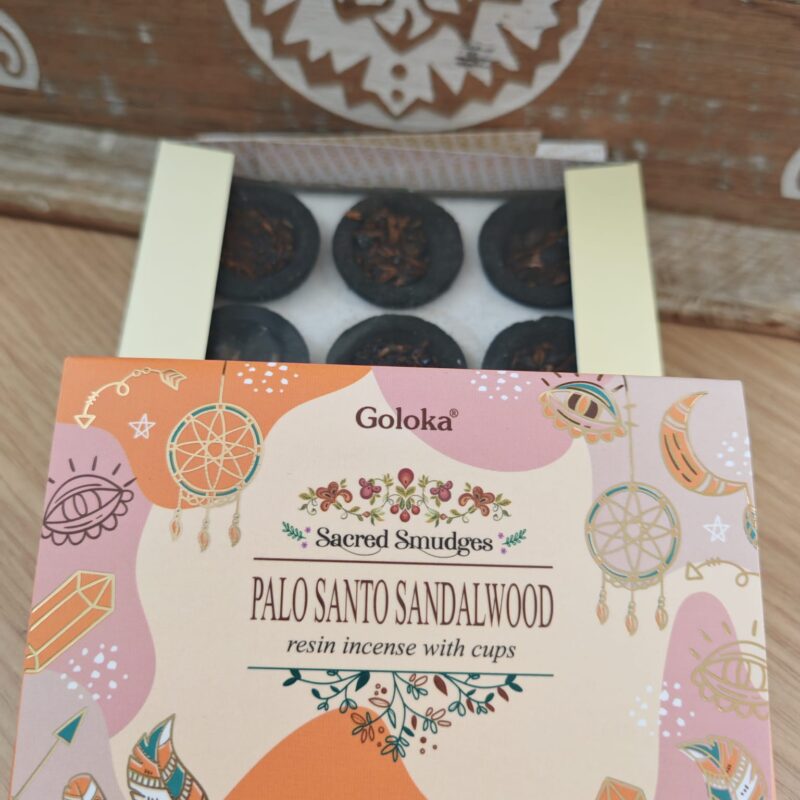 Goloka®
Sacred Smudges
PALO SANTO SANDALWOOD
resin incense with cups